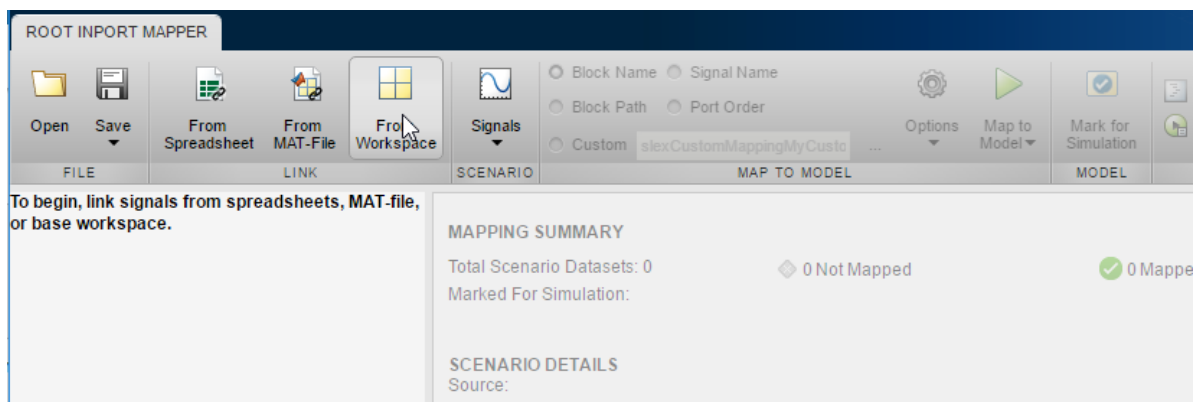 ROOT INPORT MAPPER
Block Name Signal Name
Block Path Port Order
Open Save From Spreadsheet From MAT-File From Workspace Signals
Custom slexCustomMappingMyCusto ...
Options Map to Model Mark for Simulation
FILE LINK SCENARIO MAP TO MODEL MODEL
To begin, link signals from spreadsheets, MAT-file,
or base workspace.
MAPPING SUMMARY
Total Scenario Datasets: 0 0 Not Mapped 0 Mappe
Marked For Simulation:
SCENARIO DETAILS
Source: